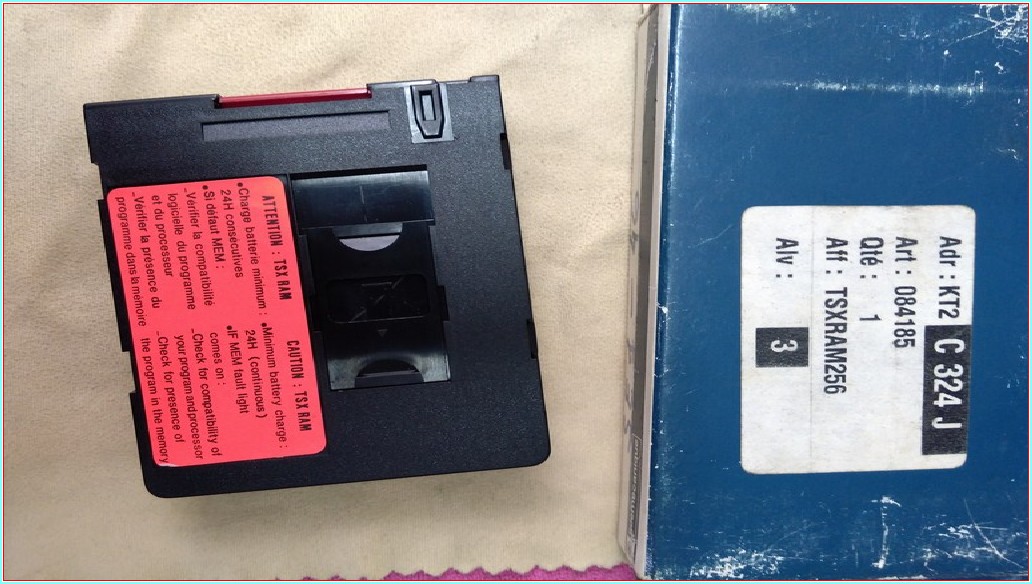 ATTENTION : TSX RAM
•Charge batterie minimum :
24H consécutives
•Si défaut MEM :
-Vérifier la compatibilité
logicielle du programme
et du processeur
-Vérifier la présence du
programme dans la mémoire
CAUTION : TSX RAM
•Minimum battery charge :
24H (continuous)
•IF MEM fault light
comes on :
-Check for compatibility of
your program and processor
-Check for presence of
the program in the memory
Adr : KT2 C 324 J
Art : 084185
Qté : 1
Aff : TSXRAM256
Alv : 3